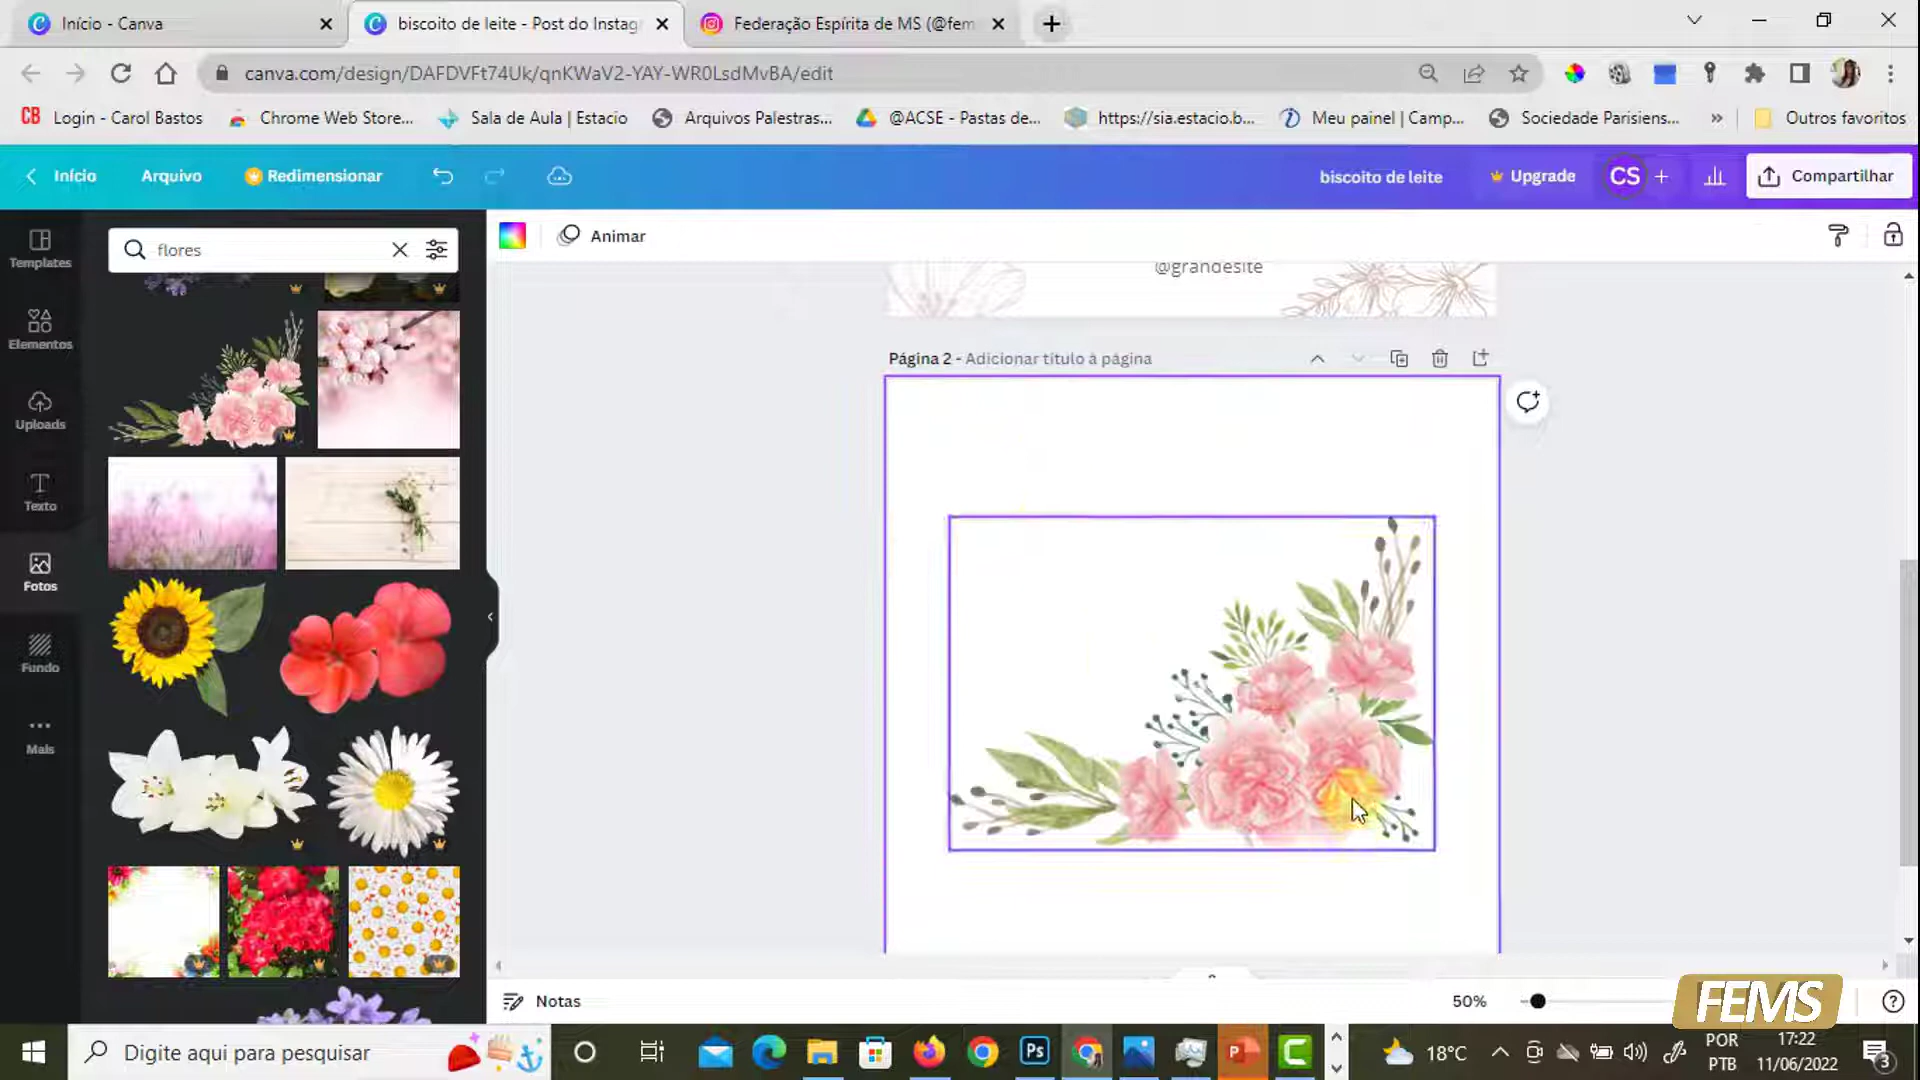 Início - Canva
biscoito de leite - Post do Instag
Federação Espírita de MS (@fem
canva.com/design/DAFDVFt74Uk/qnKWaV2-YAY-WR0LsdMvBA/edit
CB Login - Carol Bastos
Chrome Web Store...
Sala de Aula | Estacio
Arquivos Palestras...
@ACSE - Pastas de...
https://sia.estacio.b...
Meu painel | Camp...
Sociedade Parisiens...
Outros favoritos
Início
Arquivo
Redimensionar
biscoito de leite
Upgrade
CS
Compartilhar
flores
Animar
Templates
Elementos
Uploads
Texto
Fotos
Fundo
Mais
@grandesite
Página 2 - Adicionar título à página
Notas
50%
FEMS
Digite aqui para pesquisar
Ps
18°C
POR
PTB
17:22
11/06/2022
3